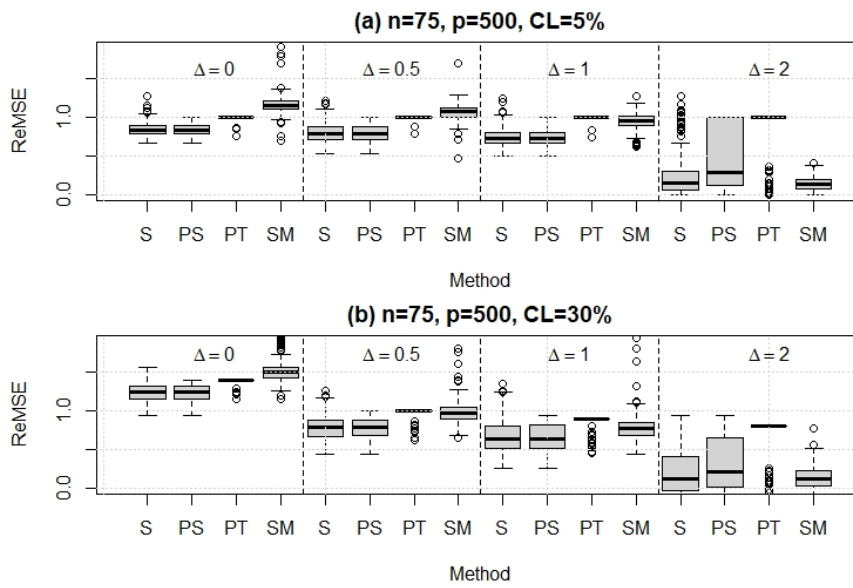 (a) n=75, p=500, CL=5%
Δ = 0 Δ = 0.5 Δ = 1 Δ = 2
ReMSE
1.0
0.0
S PS PT SM S PS PT SM S PS PT SM S PS PT SM
Method
(b) n=75, p=500, CL=30%
Δ = 0 Δ = 0.5 Δ = 1 Δ = 2
ReMSE
1.0
0.0
S PS PT SM S PS PT SM S PS PT SM S PS PT SM
Method